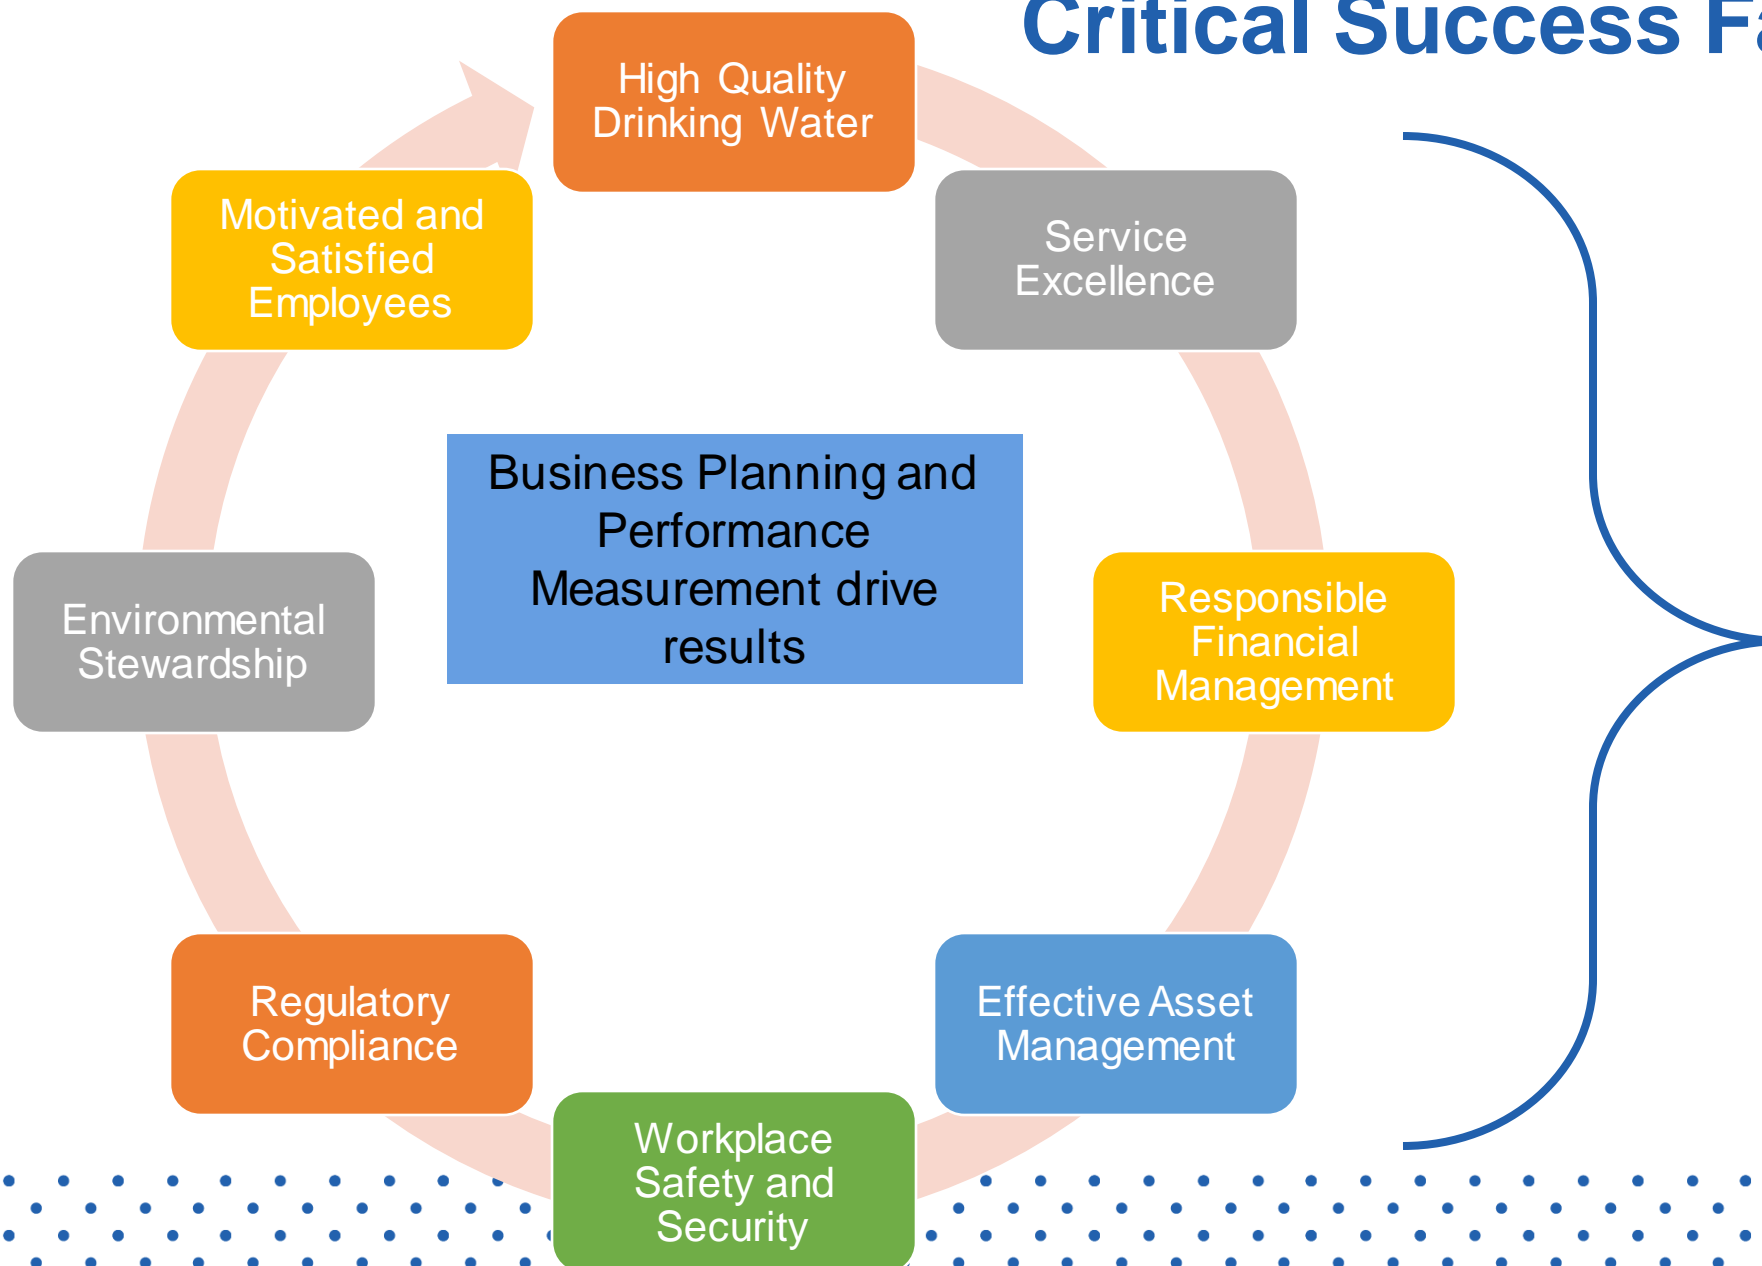 Critical Success Fa
High Quality
Drinking Water
Service
Excellence
Responsible
Financial
Management
Effective Asset
Management
Workplace
Safety and
Security
Regulatory
Compliance
Environmental
Stewardship
Motivated and
Satisfied
Employees
Business Planning and
Performance
Measurement drive
results